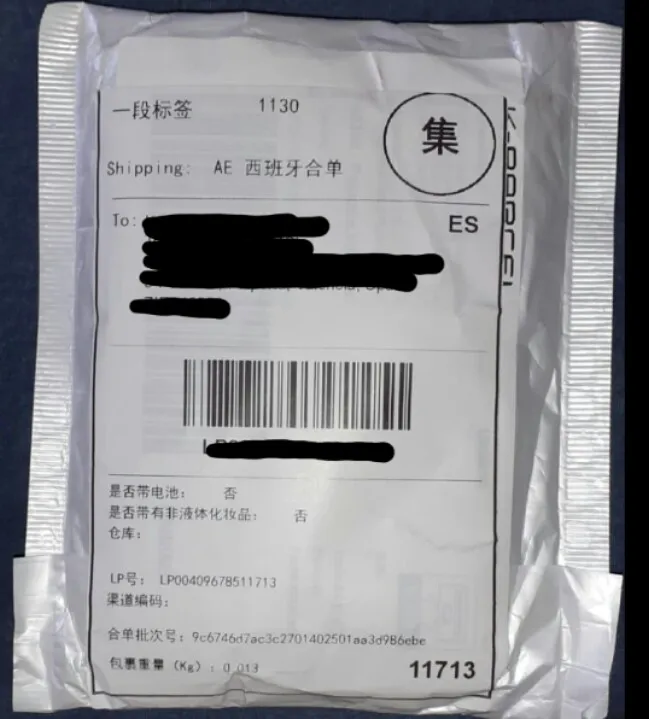 一段标签 1130
集
Shipping: AE 西班牙合单
To:
ES
是否带电池: 否
是否带有非液体化妆品: 否
仓库:
LP号: LP00409678511713
渠道编码:
合单批次号: 9c6746d7ac3c2701402501aa3d986ebe
包裹重量 (Kg): 0.013
11713